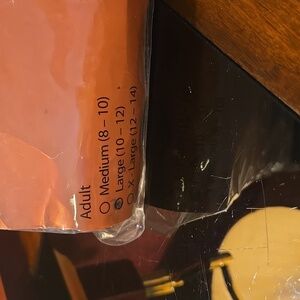 Adult
Medium (8 – 10)
Large (10 – 12)
X - Large (12 – 14)